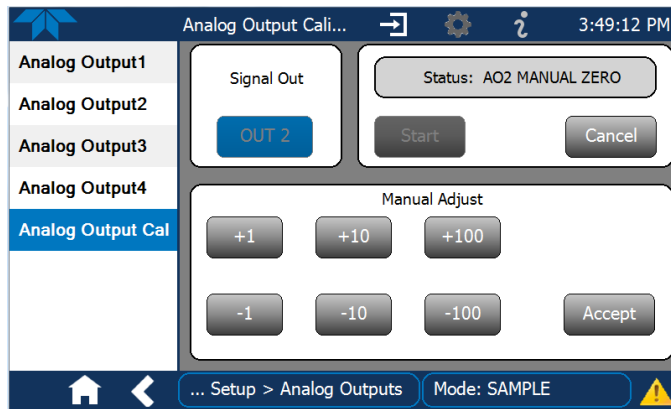 Analog Output Cali... 3:49:12 PM
Analog Output1
Analog Output2
Analog Output3
Analog Output4
Analog Output Cal
Signal Out
OUT 2
Status: AO2 MANUAL ZERO
Start Cancel
Manual Adjust
+1 +10 +100
-1 -10 -100 Accept
... Setup > Analog Outputs Mode: SAMPLE